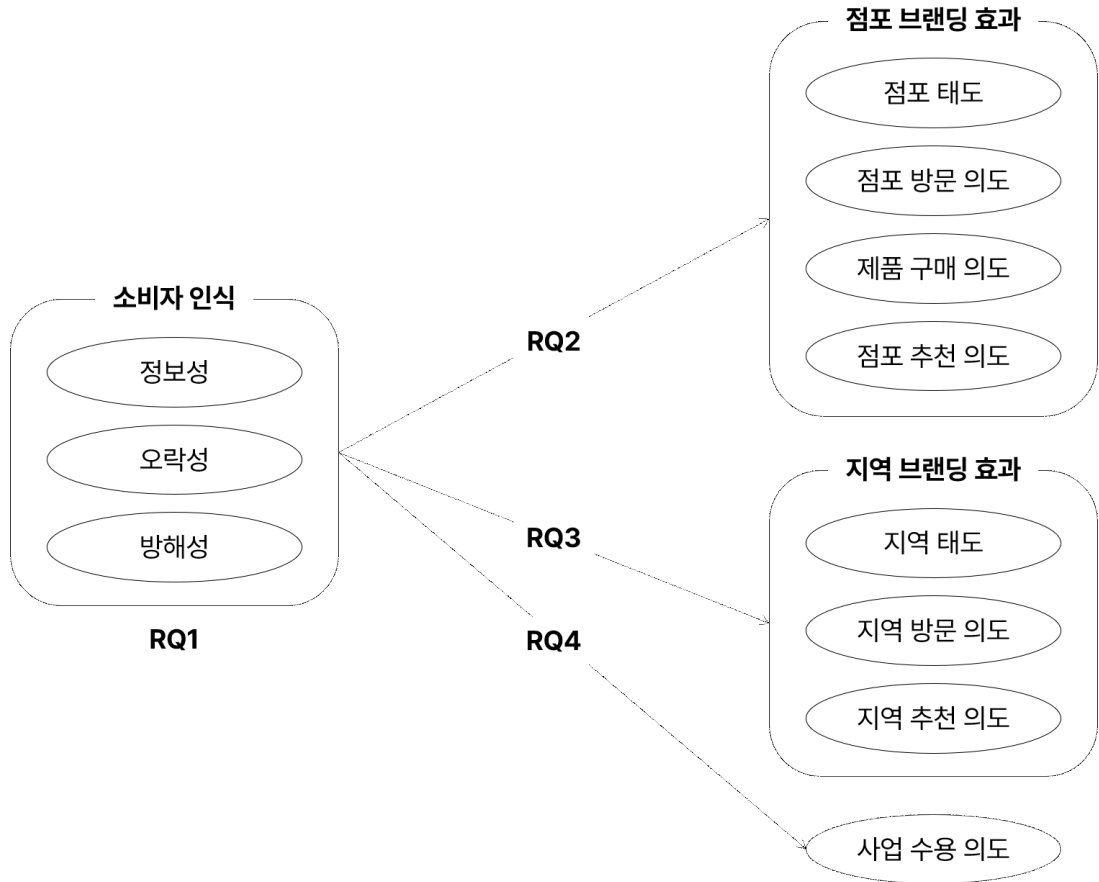 점포 브랜딩 효과
점포 태도
점포 방문 의도
제품 구매 의도
점포 추천 의도
소비자 인식
정보성
오락성
방해성
RQ1
RQ2
RQ3
RQ4
지역 브랜딩 효과
지역 태도
지역 방문 의도
지역 추천 의도
사업 수용 의도